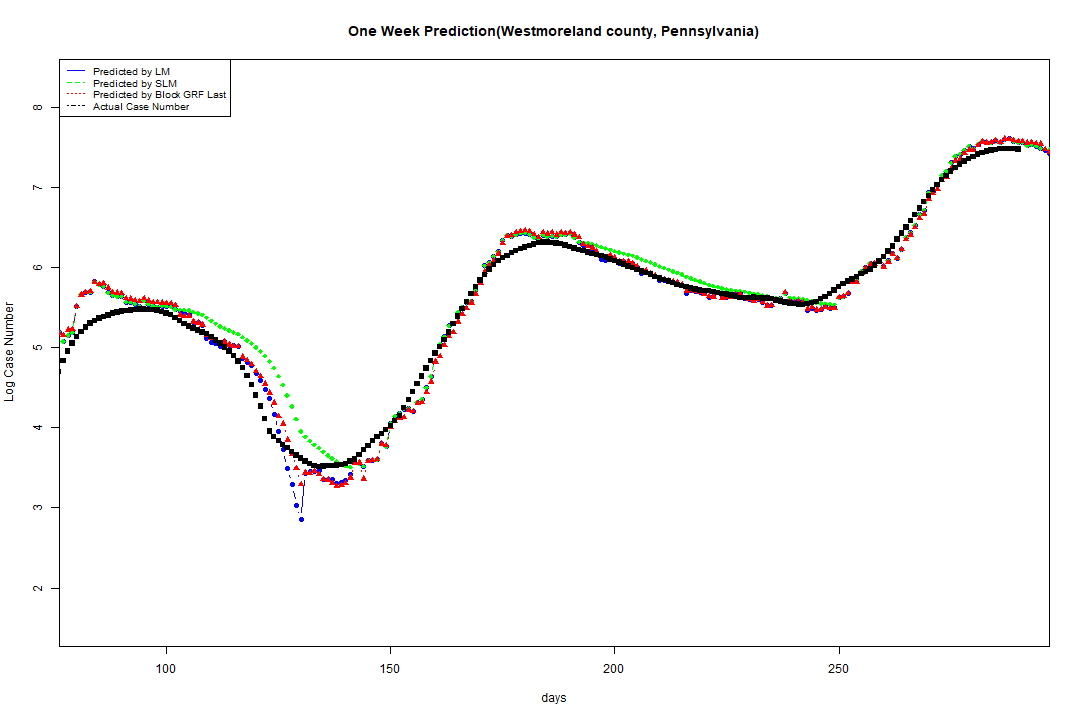 One Week Prediction(Westmoreland county, Pennsylvania)
Predicted by LM
Predicted by SLM
Predicted by Block GRF Last
Actual Case Number
8
7
6
5
4
3
2
Log Case Number
100 150 200 250
days